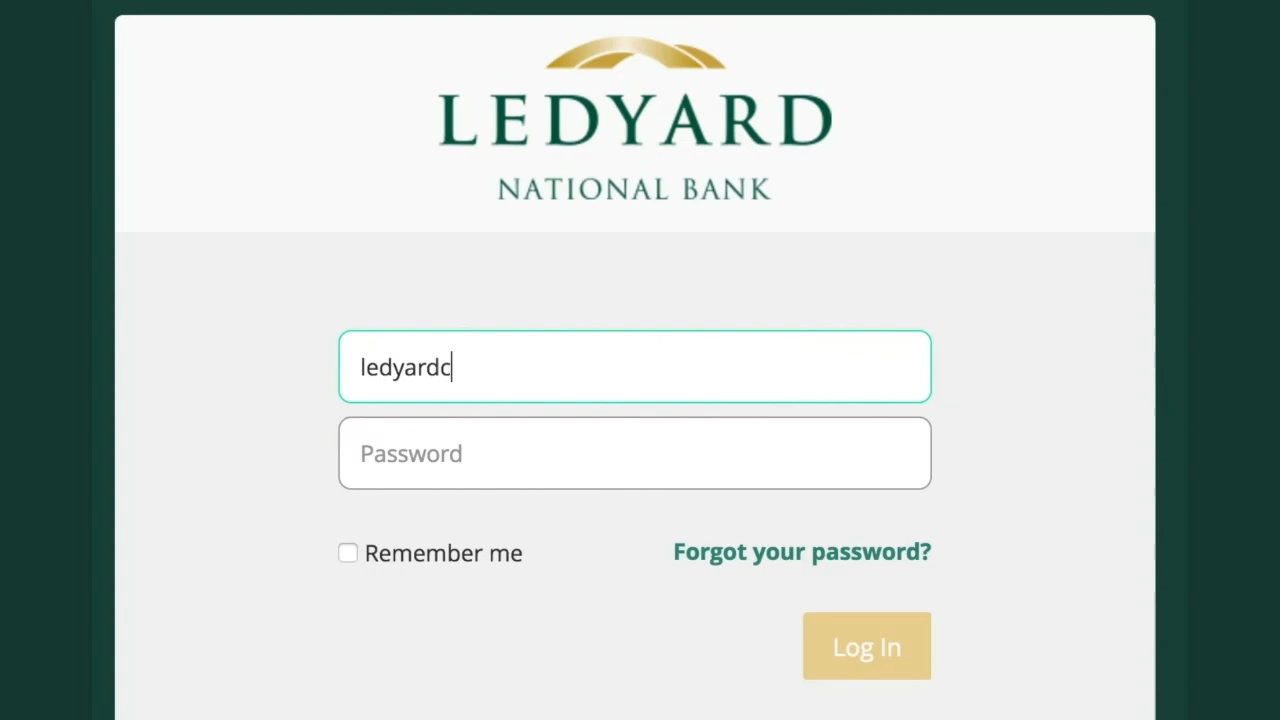 LEDYARD
NATIONAL BANK
ledyardc
Password
Remember me
Forgot your password?
Log In